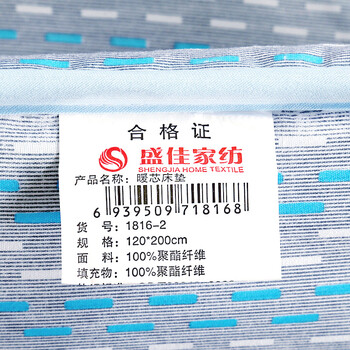 合格证
盛佳家纺
SHENGJIA HOME TEXTILE
产品名称：暖芯床垫
6 939509 718168
货 号：1816-2
规 格：120*200cm
面 料：100%聚酯纤维
填充物：100%聚酯纤维